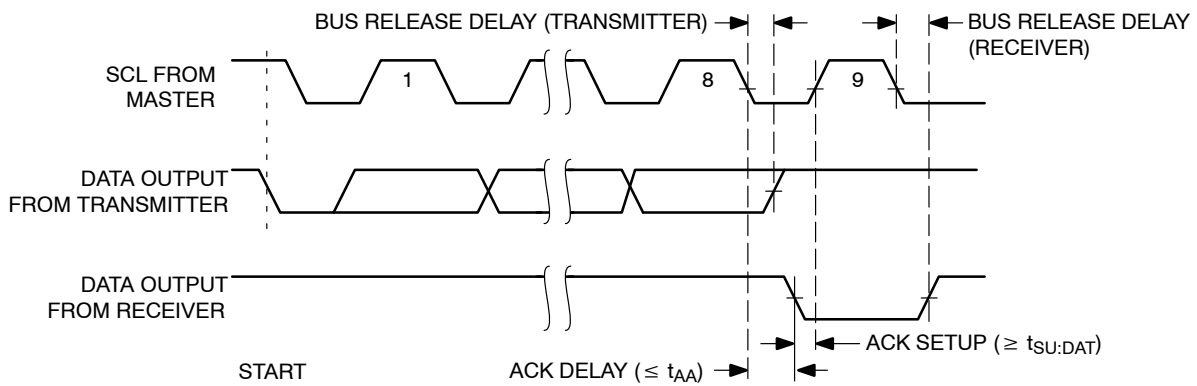 BUS RELEASE DELAY (TRANSMITTER)
BUS RELEASE DELAY
(RECEIVER)
SCL FROM
MASTER
1
8
9
DATA OUTPUT
FROM TRANSMITTER
DATA OUTPUT
FROM RECEIVER
START
ACK DELAY (≤ tAA)
ACK SETUP (≥ tSU:DAT)